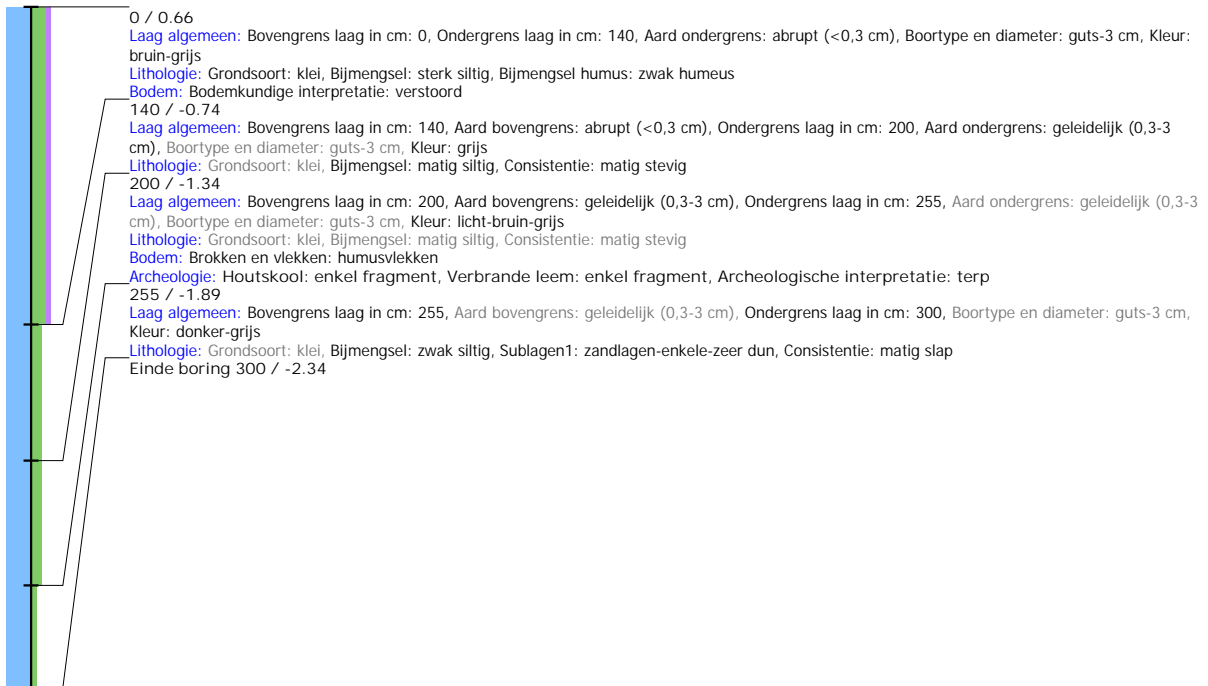 0 / 0.66
Laag algemeen: Bovengrens laag in cm: 0, Ondergrens laag in cm: 140, Aard ondergrens: abrupt (<0,3 cm), Boortype en diameter: guts-3 cm, Kleur:
bruin-grijs
Lithologie: Grondsoort: klei, Bijmengsel: sterk siltig, Bijmengsel humus: zwak humeus
Bodem: Bodemkundige interpretatie: verstoord
140 / -0.74
Laag algemeen: Bovengrens laag in cm: 140, Aard bovengrens: abrupt (<0,3 cm), Ondergrens laag in cm: 200, Aard ondergrens: geleidelijk (0,3-3
cm), Boortype en diameter: guts-3 cm, Kleur: grijs
Lithologie: Grondsoort: klei, Bijmengsel: matig siltig, Consistentie: matig stevig
200 / -1.34
Laag algemeen: Bovengrens laag in cm: 200, Aard bovengrens: geleidelijk (0,3-3 cm), Ondergrens laag in cm: 255, Aard ondergrens: geleidelijk (0,3-3
cm), Boortype en diameter: guts-3 cm, Kleur: licht-bruin-grijs
Lithologie: Grondsoort: klei, Bijmengsel: matig siltig, Consistentie: matig stevig
Bodem: Brokken en vlekken: humusvlekken
Archeologie: Houtskool: enkel fragment, Verbrande leem: enkel fragment, Archeologische interpretatie: terp
255 / -1.89
Laag algemeen: Bovengrens laag in cm: 255, Aard bovengrens: geleidelijk (0,3-3 cm), Ondergrens laag in cm: 300, Boortype en diameter: guts-3 cm,
Kleur: donker-grijs
Lithologie: Grondsoort: klei, Bijmengsel: zwak siltig, Sublagen1: zandlagen-enkele-zeer dun, Consistentie: matig slap
Einde boring 300 / -2.34